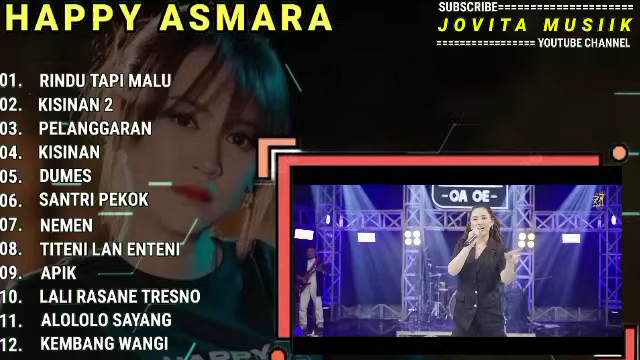 HAPPY ASMARA
SUBSCRIBE=====================
JOVITA MUSIIK
================ YOUTUBE CHANNEL
01. RINDU TAPI MALU
02. KISINAN 2
03. PELANGGARAN
04. KISINAN
05. DUMES
06. SANTRI PEKOK
07. NEMEN
08. TITENI LAN ENTENI
09. APIK
10. LALI RASANE TRESNO
11. ALOLOLO SAYANG
12. KEMBANG WANGI
-OA OE-
HAPPY